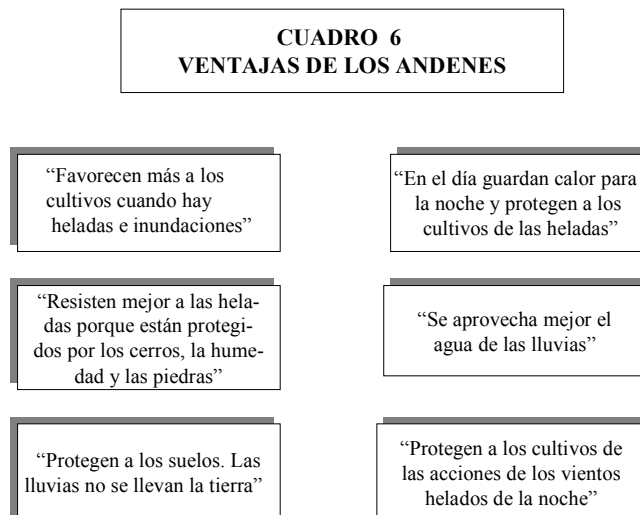 CUADRO 6
VENTAJAS DE LOS ANDENES
“Favorecen más a los
cultivos cuando hay
heladas e inundaciones”
“En el día guardan calor para
la noche y protegen a los
cultivos de las heladas”
“Resisten mejor a las hela-
das porque están protegi-
dos por los cerros, la hume-
dad y las piedras”
“Se aprovecha mejor el
agua de las lluvias”
“Protegen a los suelos. Las
lluvias no se llevan la tierra”
“Protegen a los cultivos de
las acciones de los vientos
helados de la noche”